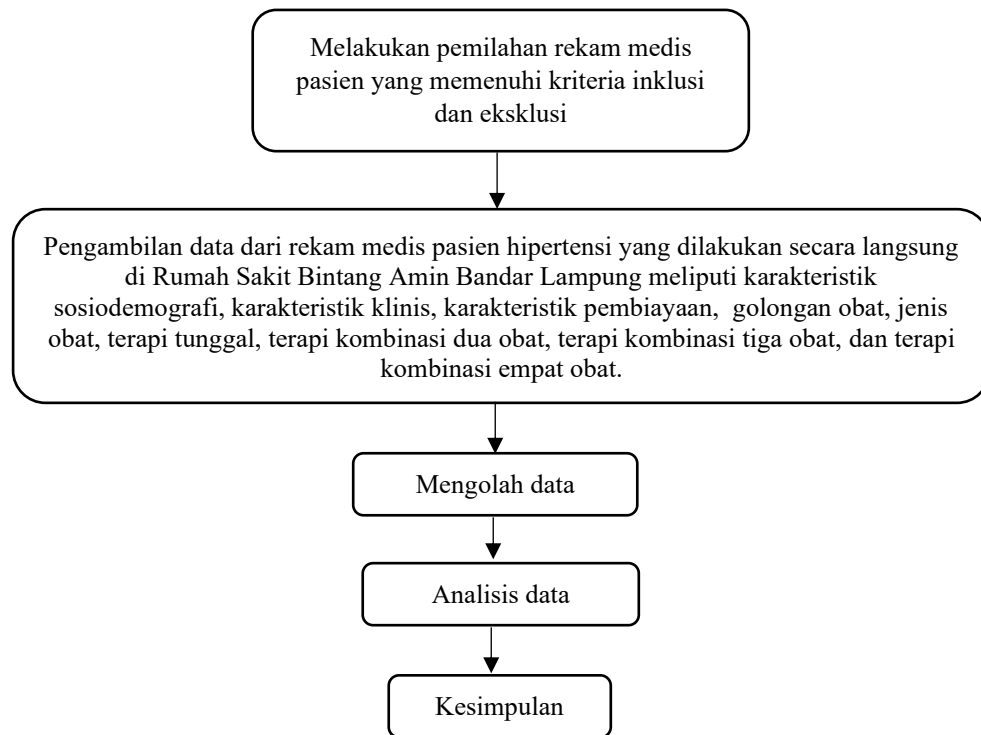 Melakukan pemilahan rekam medis
pasien yang memenuhi kriteria inklusi
dan eksklusi
Pengambilan data dari rekam medis pasien hipertensi yang dilakukan secara langsung
di Rumah Sakit Bintang Amin Bandar Lampung meliputi karakteristik
sosiodemografi, karakteristik klinis, karakteristik pembiayaan, golongan obat, jenis
obat, terapi tunggal, terapi kombinasi dua obat, terapi kombinasi tiga obat, dan terapi
kombinasi empat obat.
Mengolah data
Analisis data
Kesimpulan